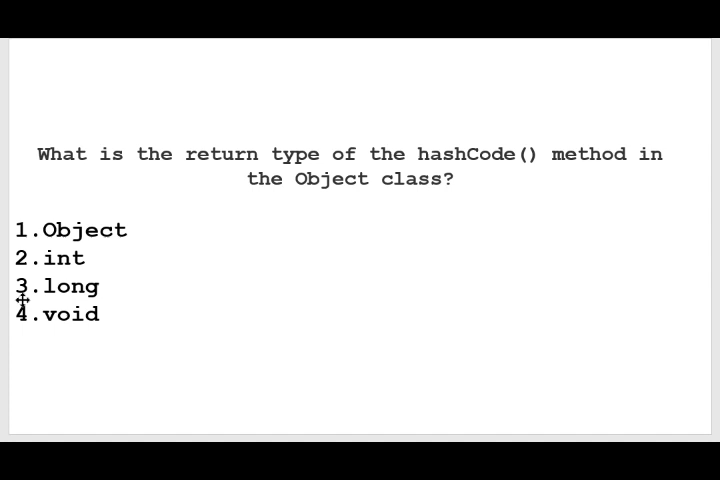 What is the return type of the hashCode() method in
the Object class?
1.Object
2.int
3.long
4.void